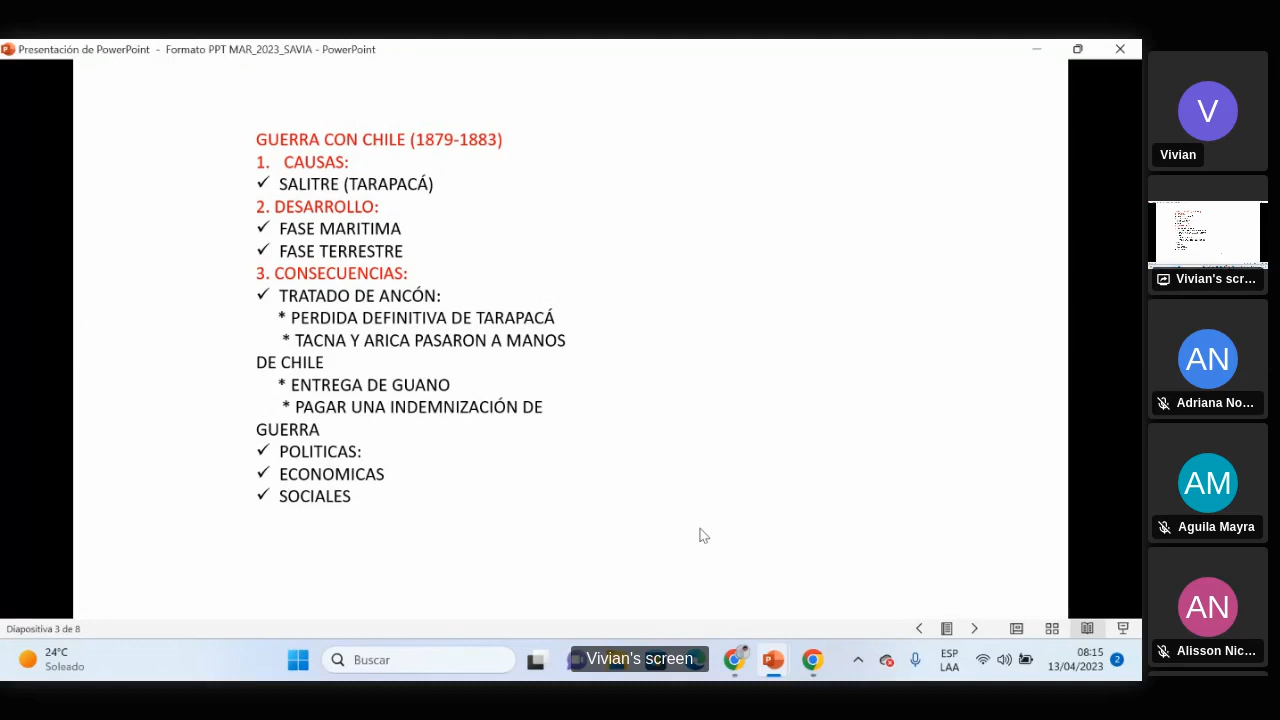 Presentación de PowerPoint - Formato PPT MAR_2023_SAVIA - PowerPoint
GUERRA CON CHILE (1879-1883)
1. CAUSAS:
✓ SALITRE (TARAPACÁ)
2. DESARROLLO:
✓ FASE MARITIMA
✓ FASE TERRESTRE
3. CONSECUENCIAS:
✓ TRATADO DE ANCÓN:
* PERDIDA DEFINITIVA DE TARAPACÁ
* TACNA Y ARICA PASARON A MANOS
DE CHILE
* ENTREGA DE GUANO
* PAGAR UNA INDEMNIZACIÓN DE
GUERRA
✓ POLITICAS:
✓ ECONOMICAS
✓ SOCIALES
Diapositiva 3 de 8
24°C
Soleado
Buscar
Vivian's screen
ESP
LAA
08:15
13/04/2023
2
V
Vivian
Vivian's scr...
AN
Adriana No...
AM
Aguila Mayra
AN
Alisson Nic...